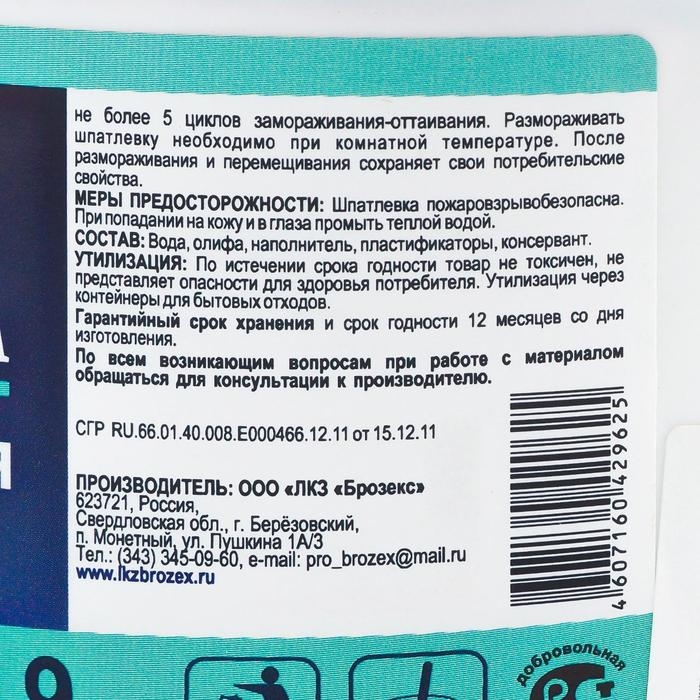 не более 5 циклов замораживания-оттаивания. Размораживать
шпатлевку необходимо при комнатной температуре. После
размораживания и перемещивания сохраняет свои потребительские
свойства.
МЕРЫ ПРЕДОСТОРОЖНОСТИ: Шпатлевка пожаровзрывобезопасна.
При попадании на кожу и в глаза промыть теплой водой.
СОСТАВ: Вода, олифа, наполнитель, пластификаторы, консервант.
УТИЛИЗАЦИЯ: По истечении срока годности товар не токсичен, не
представляет опасности для здоровья потребителя. Утилизация через
контейнеры для бытовых отходов.
Гарантийный срок хранения и срок годности 12 месяцев со дня
изготовления.
По всем возникающим вопросам при работе с материалом
обращаться для консультации к производителю.
СГР RU.66.01.40.008.Е000466.12.11 от 15.12.11
ПРОИЗВОДИТЕЛЬ: ООО «ЛКЗ «Брозекс»
623721, Россия,
Свердловская обл., г. Берёзовский,
п. Монетный, ул. Пушкина 1А/3
Тел.: (343) 345-09-60, e-mail: pro_brozex@mail.ru
www.lkzbrozex.ru
4 607160 429625
А
Я
9
добровольная
РСТ